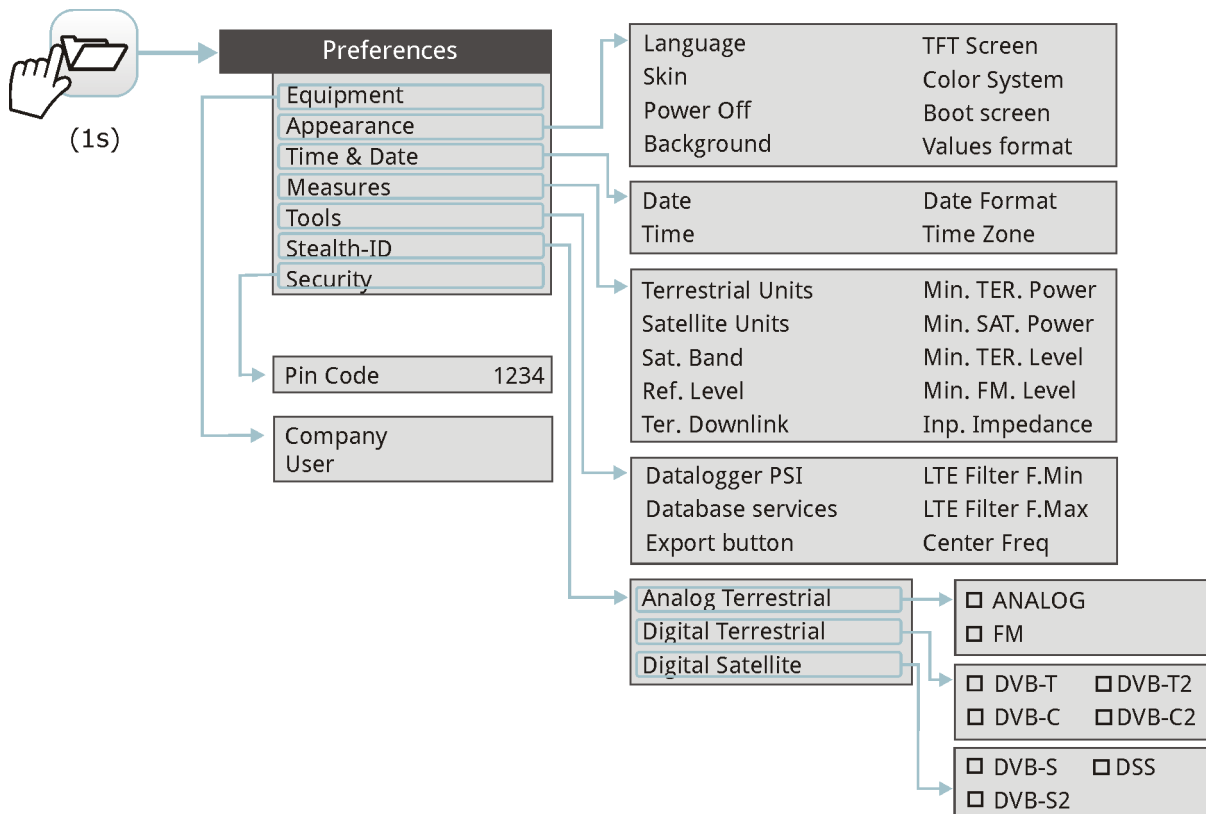 (1s)
Preferences
Equipment
Appearance
Time & Date
Measures
Tools
Stealth-ID
Security
Pin Code 1234
Company
User
Language TFT Screen
Skin Color System
Power Off Boot screen
Background Values format
Date Date Format
Time Time Zone
Terrestrial Units Min. TER. Power
Satellite Units Min. SAT. Power
Sat. Band Min. TER. Level
Ref. Level Min. FM. Level
Ter. Downlink Inp. Impedance
Datalogger PSI LTE Filter F.Min
Database services LTE Filter F.Max
Export button Center Freq
Analog Terrestrial
Digital Terrestrial
Digital Satellite
ANALOG
FM
DVB-T DVB-T2
DVB-C DVB-C2
DVB-S DSS
DVB-S2